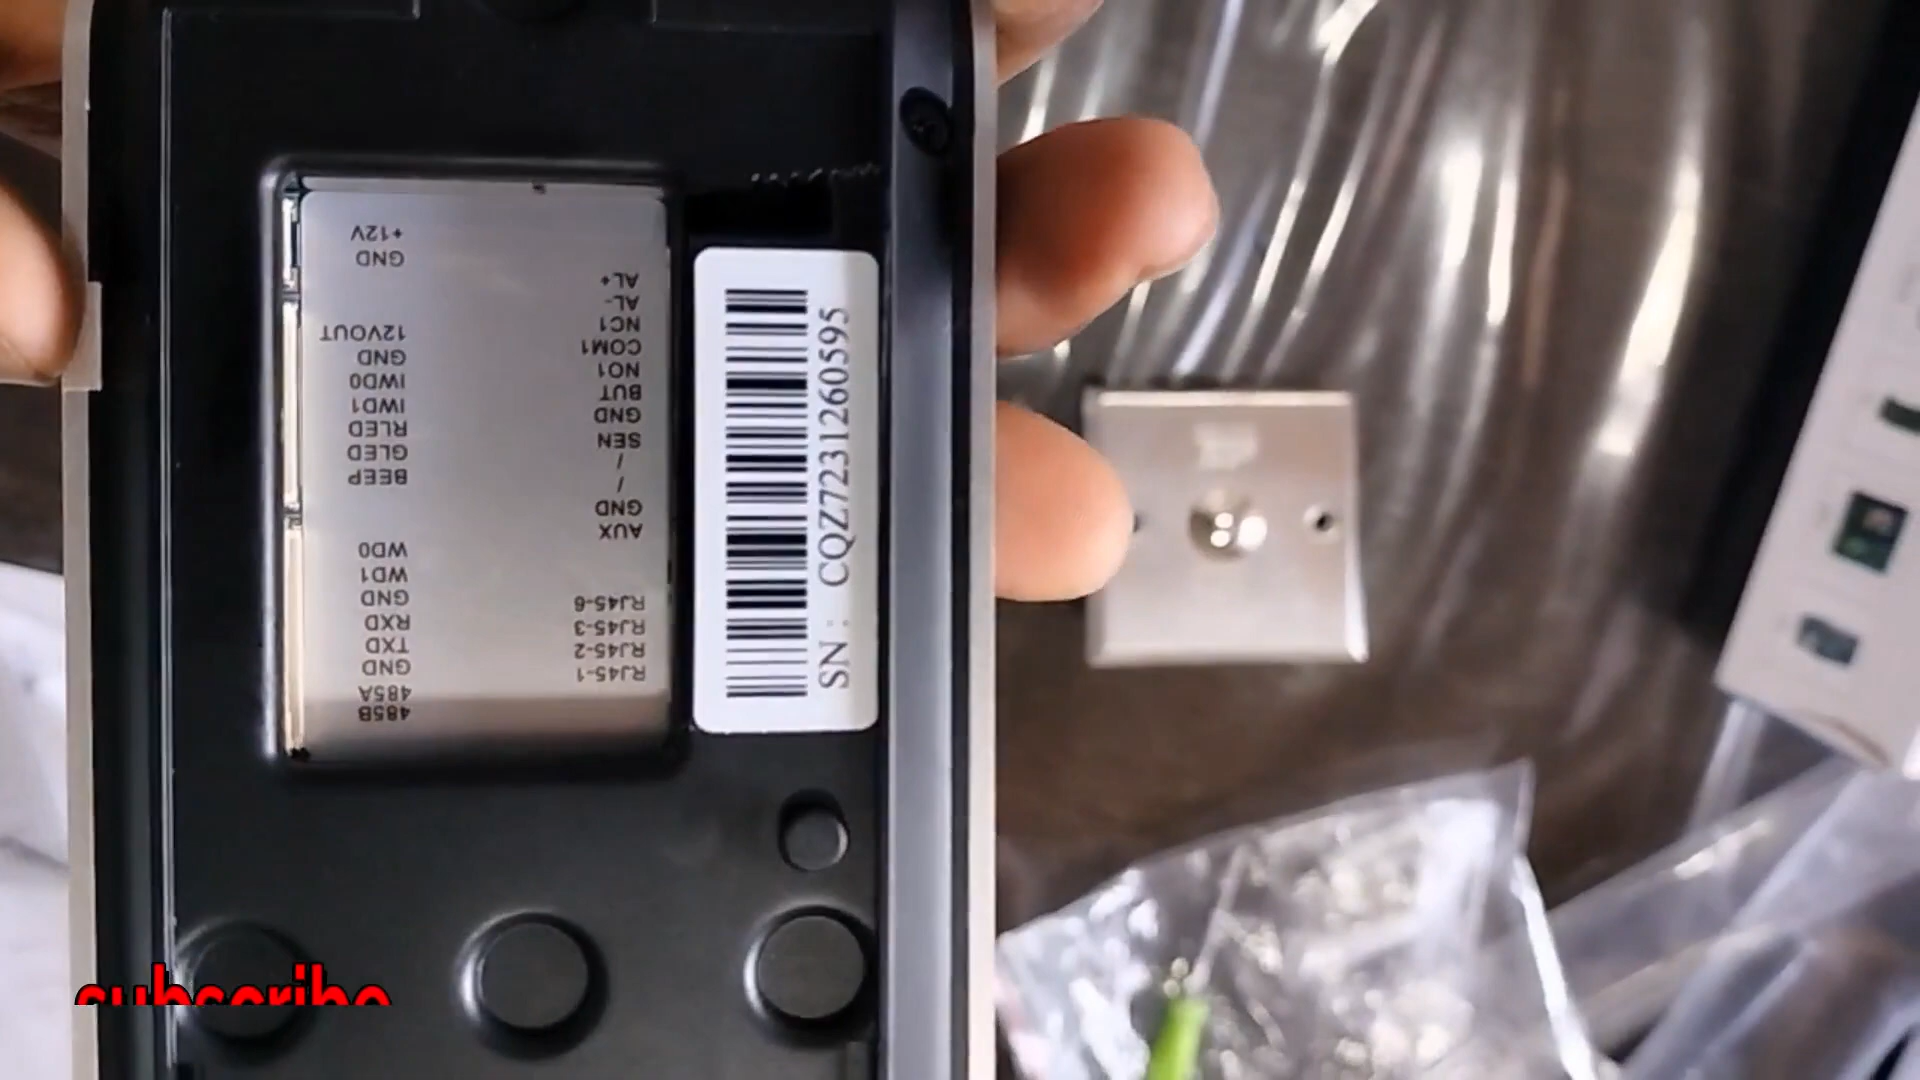 +12V
GND
12VOUT
GND
IWD0
IWD1
RLED
GLED
BEEP
WD0
WD1
GND
RXD
TXD
GND
485A
485B
AL+
AL-
NC1
COM1
NO1
BUT
GND
SEN
/
/
GND
AUX
RJ45-6
RJ45-3
RJ45-2
RJ45-1
SN : CQZ7231260595
subscribe